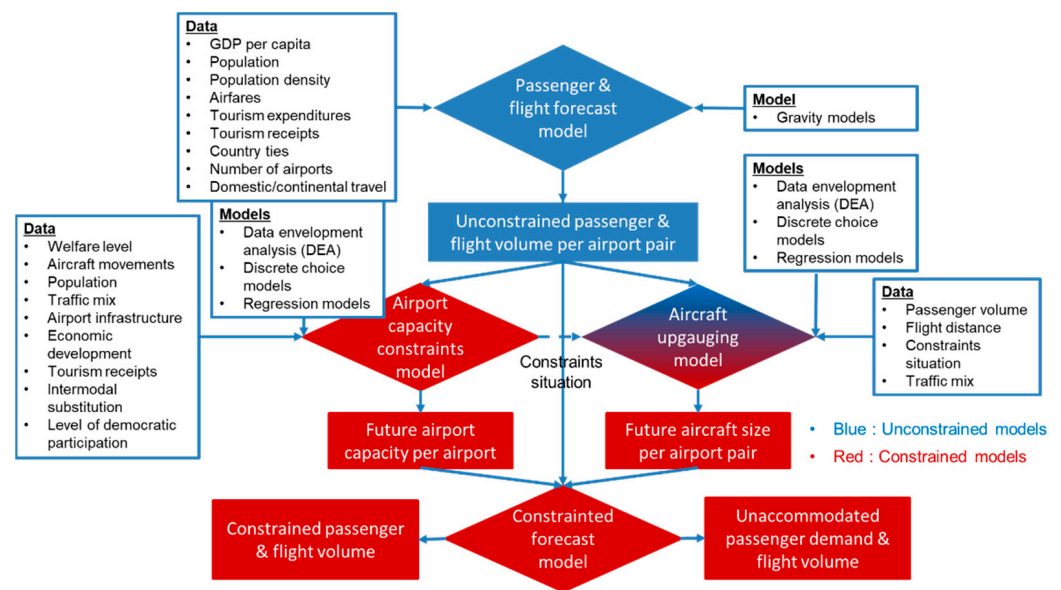 Data
• GDP per capita
• Population
• Population density
• Airfares
• Tourism expenditures
• Tourism receipts
• Country ties
• Number of airports
• Domestic/continental travel
Passenger &
flight forecast
model
Model
• Gravity models
Models
• Data envelopment
analysis (DEA)
• Discrete choice
models
• Regression models
Unconstrained passenger &
flight volume per airport pair
Models
• Data envelopment
analysis (DEA)
• Discrete choice
models
• Regression models
Data
• Welfare level
• Aircraft movements
• Population
• Traffic mix
• Airport infrastructure
• Economic
development
• Tourism receipts
• Intermodal
substitution
• Level of democratic
participation
Airport
capacity
constraints
model
Constraints
situation
Aircraft
upgauging
model
Data
• Passenger volume
• Flight distance
• Constraints
situation
• Traffic mix
Future airport
capacity per airport
Future aircraft size
per airport pair
• Blue : Unconstrained models
• Red : Constrained models
Constrained passenger
& flight volume
Constrainted
forecast
model
Unaccommodated
passenger demand &
flight volume